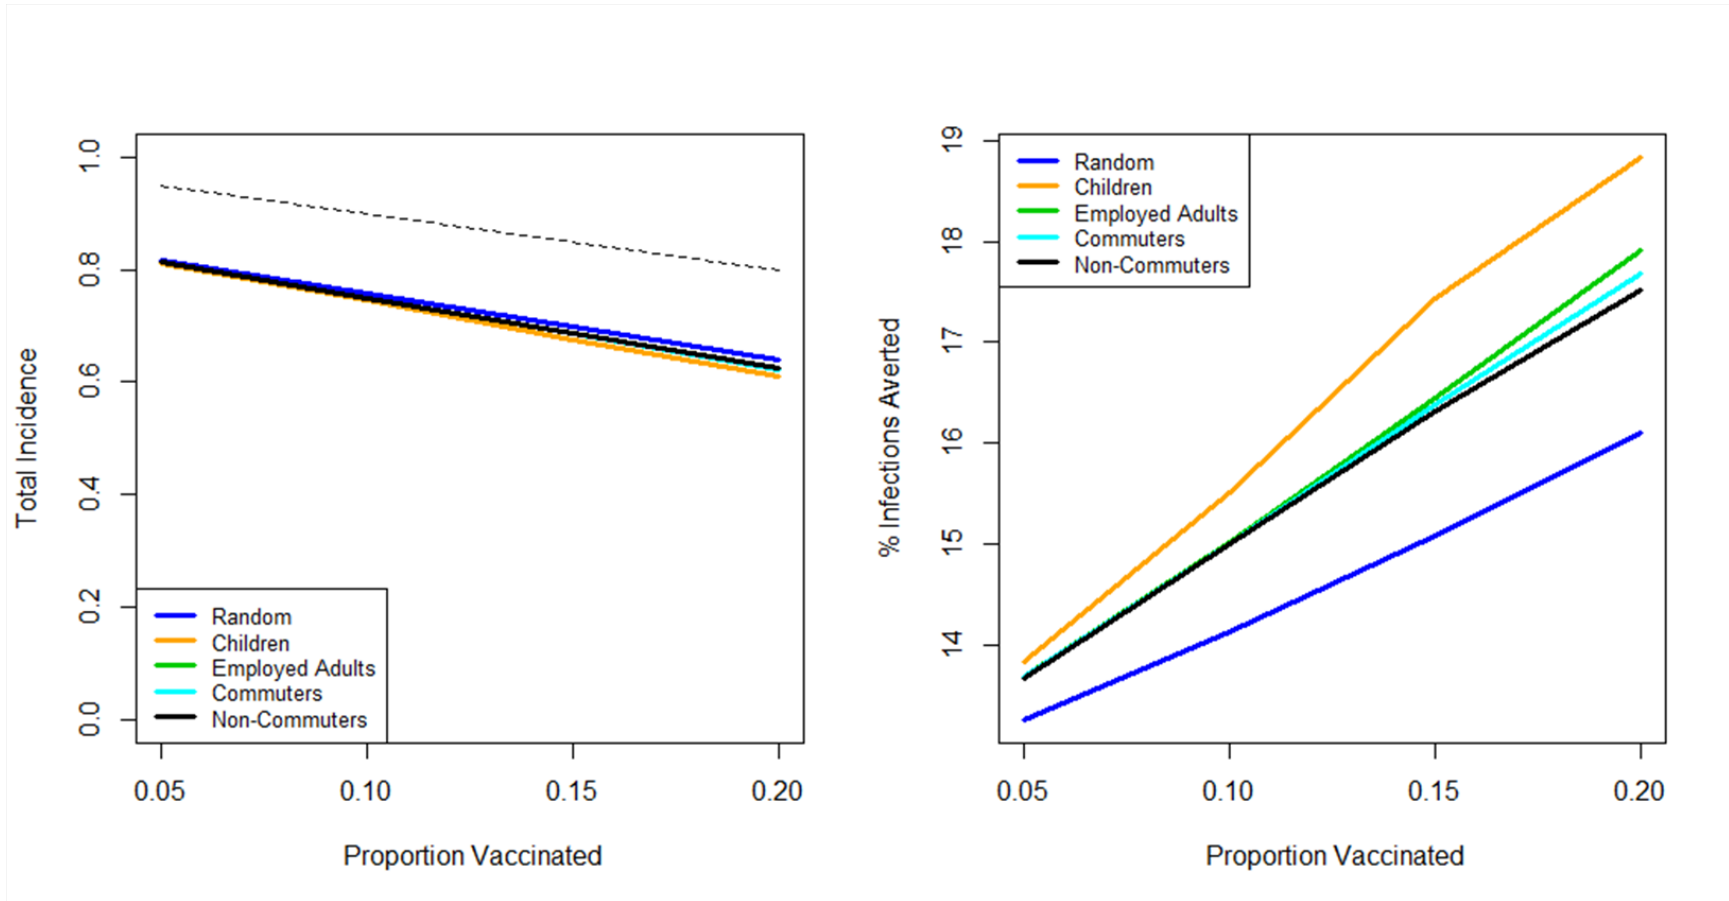 Total Incidence
1.0
0.8
0.6
0.4
0.2
0.0
Random
Children
Employed Adults
Commuters
Non-Commuters
0.05 0.10 0.15 0.20
Proportion Vaccinated
% Infections Averted
19
18
17
16
15
14
Random
Children
Employed Adults
Commuters
Non-Commuters
0.05 0.10 0.15 0.20
Proportion Vaccinated